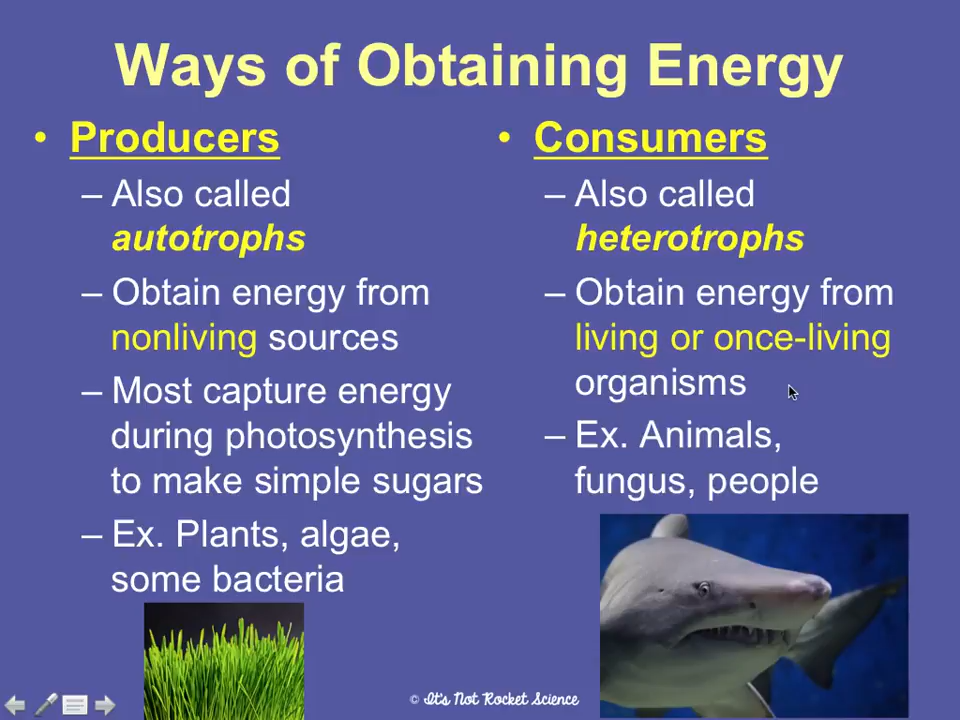 Ways of Obtaining Energy
• Producers
– Also called
autotrophs
– Obtain energy from
nonliving sources
– Most capture energy
during photosynthesis
to make simple sugars
– Ex. Plants, algae,
some bacteria
• Consumers
– Also called
heterotrophs
– Obtain energy from
living or once-living
organisms
– Ex. Animals,
fungus, people
© It's Not Rocket Science